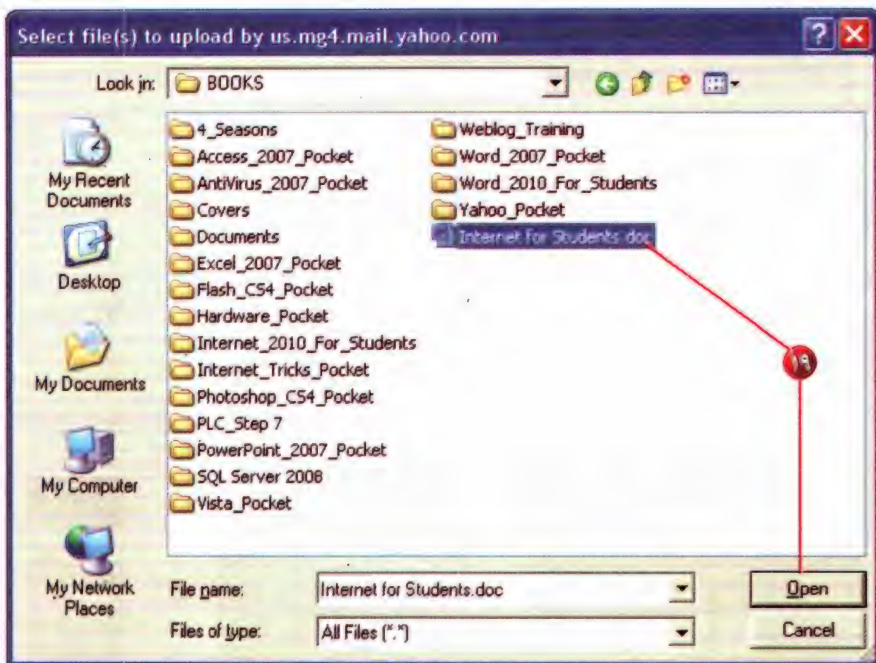 Select file(s) to upload by us.mg4.mail.yahoo.com
Look in: BOOKS
My Recent Documents
Desktop
My Documents
My Computer
My Network Places
4_Seasons
Access_2007_Pocket
AntiVirus_2007_Pocket
Covers
Documents
Excel_2007_Pocket
Flash_CS4_Pocket
Hardware_Pocket
Internet_2010_For_Students
Internet_Tricks_Pocket
Photoshop_CS4_Pocket
PLC_Step 7
PowerPoint_2007_Pocket
SQL Server 2008
Vista_Pocket
Weblog_Training
Word_2007_Pocket
Word_2010_For_Students
Yahoo_Pocket
Internet for Students.doc
۱۹
File name: Internet for Students.doc Open
Files of type: All Files (*.*) Cancel